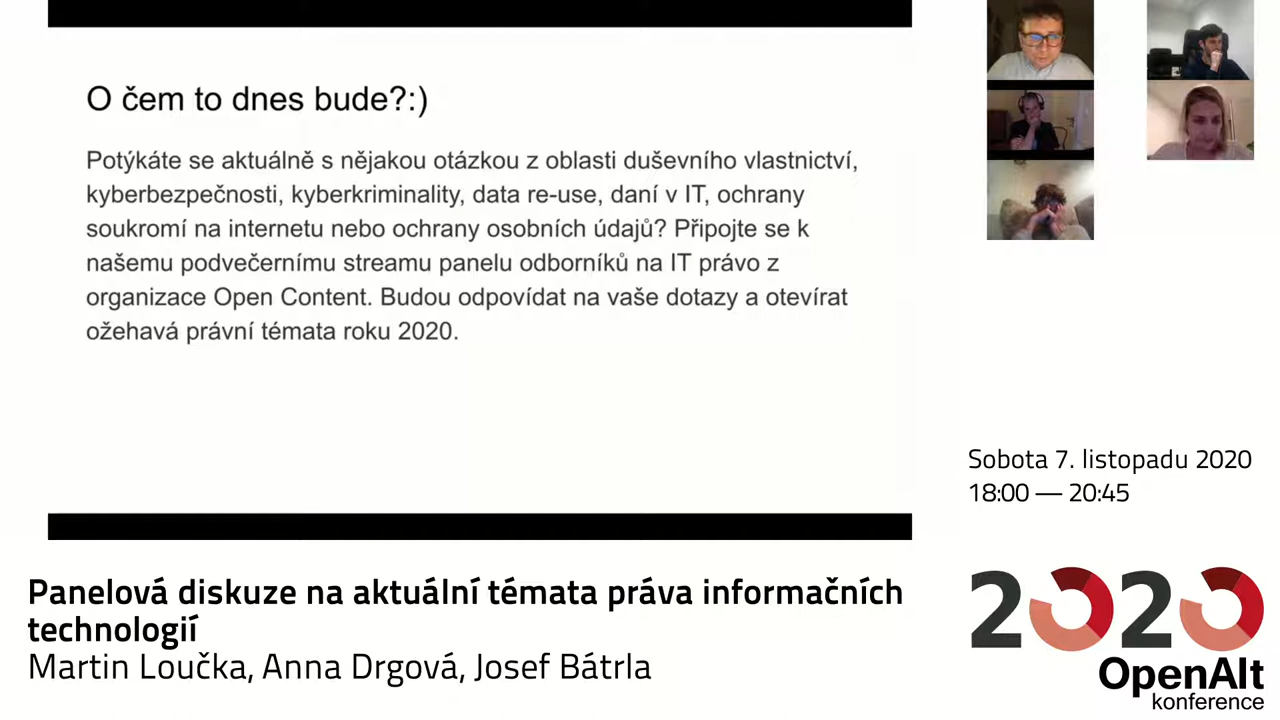 O čem to dnes bude?:)
Potýkáte se aktuálně s nějakou otázkou z oblasti duševního vlastnictví,
kyberbezpečnosti, kyberkriminality, data re-use, daní v IT, ochrany
soukromí na internetu nebo ochrany osobních údajů? Připojte se k
našemu podvečernímu streamu panelu odborníků na IT právo z
organizace Open Content. Budou odpovídat na vaše dotazy a otevírat
ožehavá právní témata roku 2020.
Sobota 7. listopadu 2020
18:00 — 20:45
Panelová diskuze na aktuální témata práva informačních
technologií
Martin Loučka, Anna Drgová, Josef Bátrla
2020
OpenAlt
konference